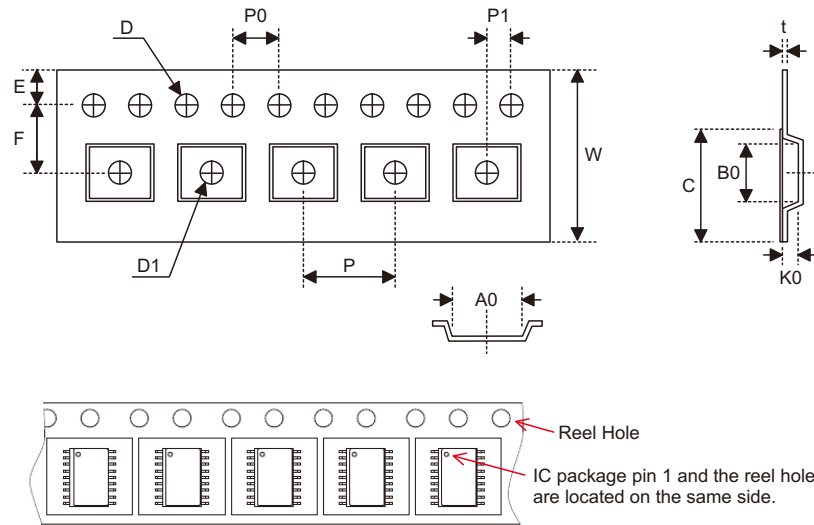 D
P0
P1
t
E
F
W
C
B0
D1
P
K0
A0
Reel Hole
IC package pin 1 and the reel hole
are located on the same side.